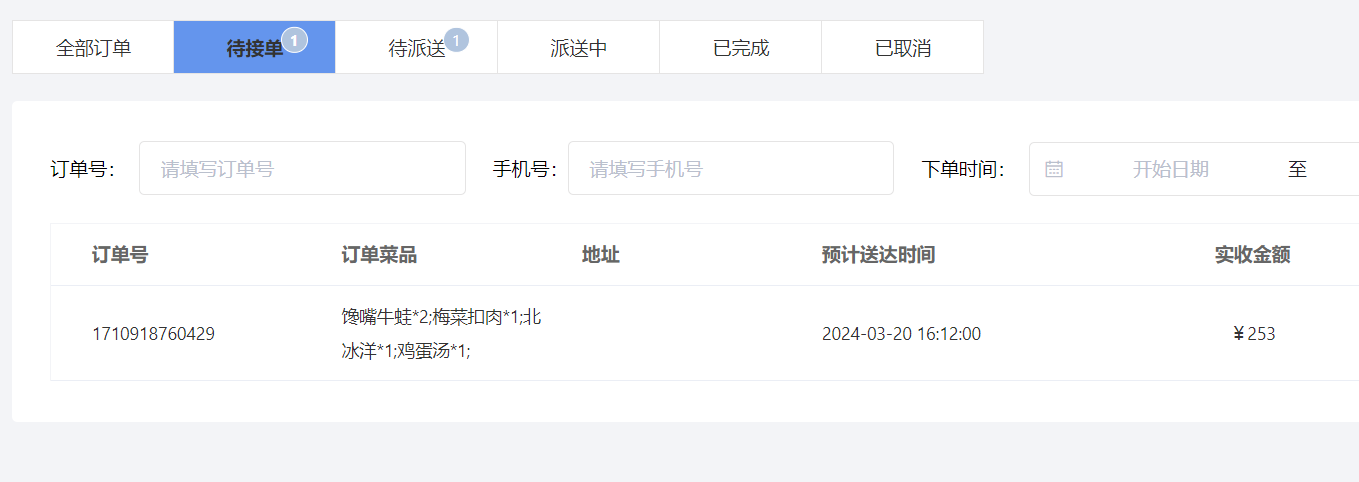 全部订单 待接单 1 待派送 1 派送中 已完成 已取消
订单号： 请填写订单号 手机号： 请填写手机号 下单时间： 开始日期 至
订单号 订单菜品 地址 预计送达时间 实收金额
1710918760429 馋嘴牛蛙*2;梅菜扣肉*1;北 2024-03-20 16:12:00 ￥253
冰洋*1;鸡蛋汤*1;